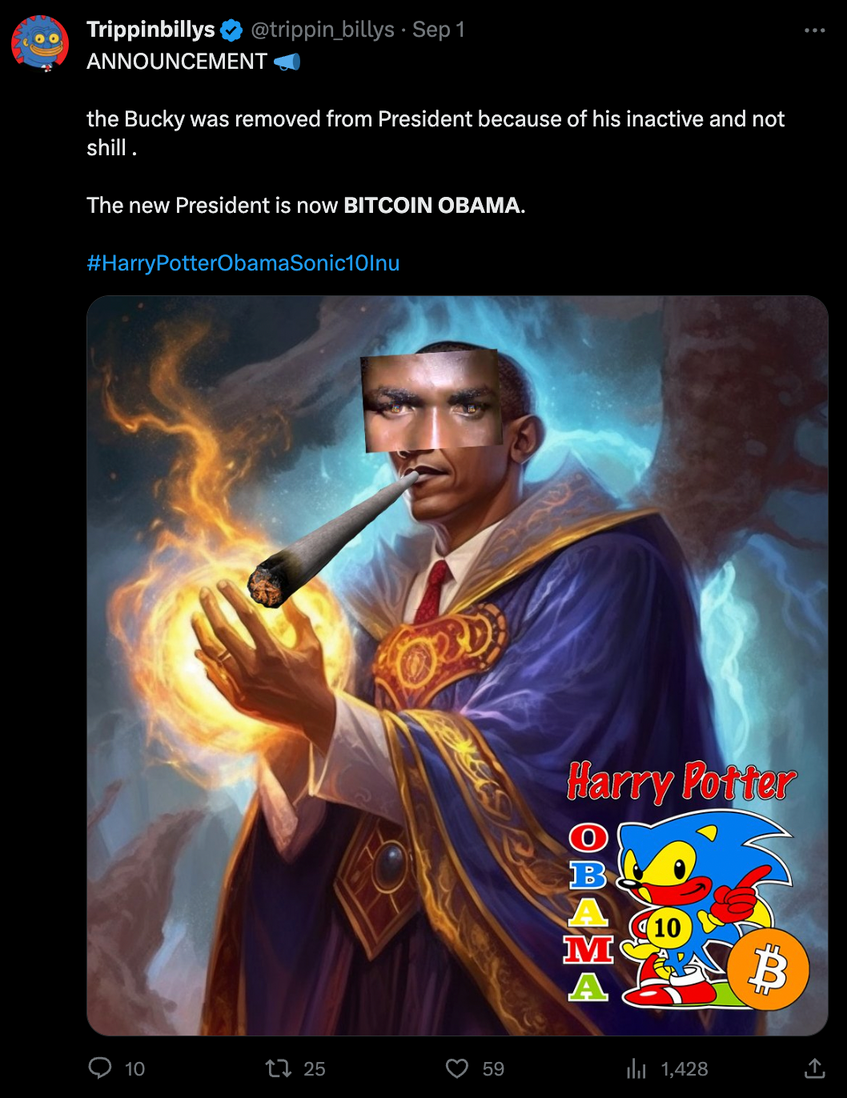 Trippinbillys @trippin_billys · Sep 1
ANNOUNCEMENT 📣
the Bucky was removed from President because of his inactive and not
shill .
The new President is now BITCOIN OBAMA.
#HarryPotterObamaSonic10Inu
Harry Potter
OBAMA
10
₿
10 25 59 1,428